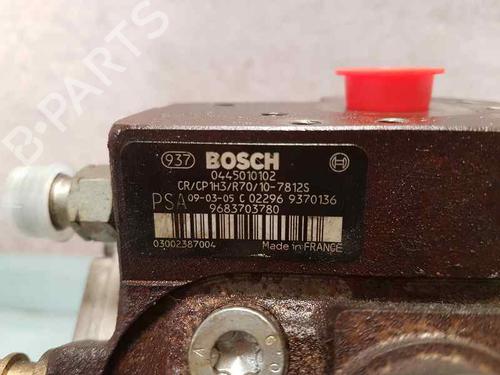 937 BOSCH
0445010102
CR/CP1H3/R70/10-7812S
PSA 09-03-05 C 02296 9370136
9683703780
03002387004 Made in FRANCE
B-PARTS